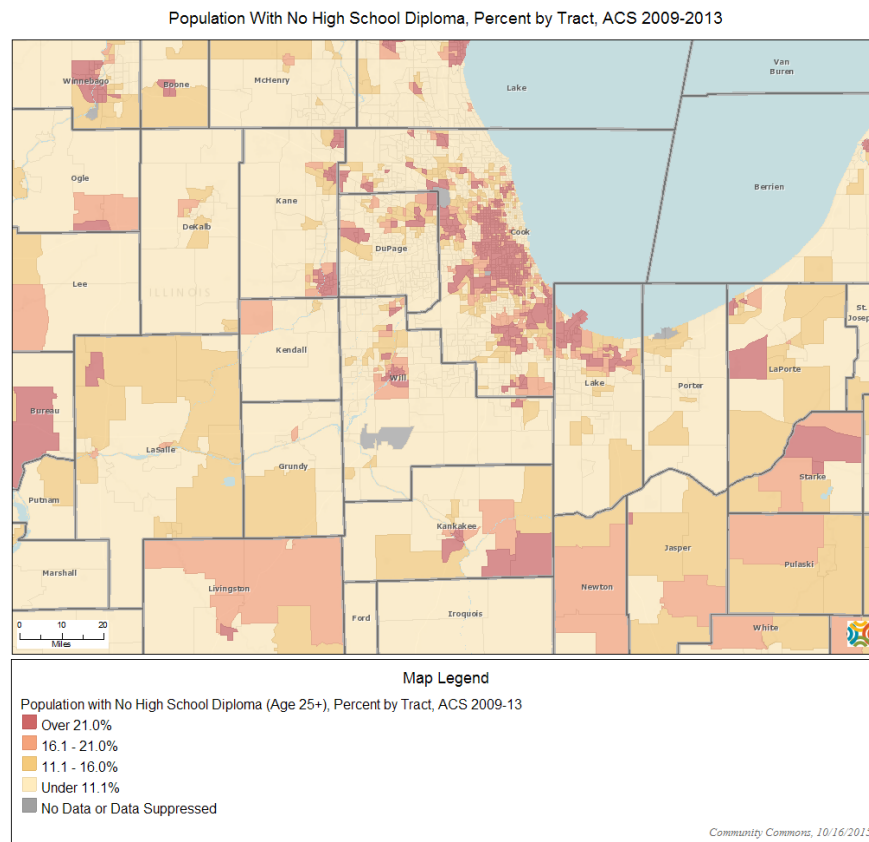 Population With No High School Diploma, Percent by Tract, ACS 2009-2013
Van
Buren
Winnebago
Boone
McHenry
Lake
Ogle
Kane
DeKalb
Berrien
Cook
DuPage
Lee
ILLINOIS
St.
Joseph
Kendall
LaPorte
Bureau
Will
Lake
Porter
LaSalle
Grundy
Starke
Putnam
Kankakee
Jasper
Marshall
Livingston
Newton
Pulaski
Ford
Iroquois
White
0 10 20
Miles
Map Legend
Population with No High School Diploma (Age 25+), Percent by Tract, ACS 2009-13
Over 21.0%
16.1 - 21.0%
11.1 - 16.0%
Under 11.1%
No Data or Data Suppressed
Community Commons, 10/16/2015